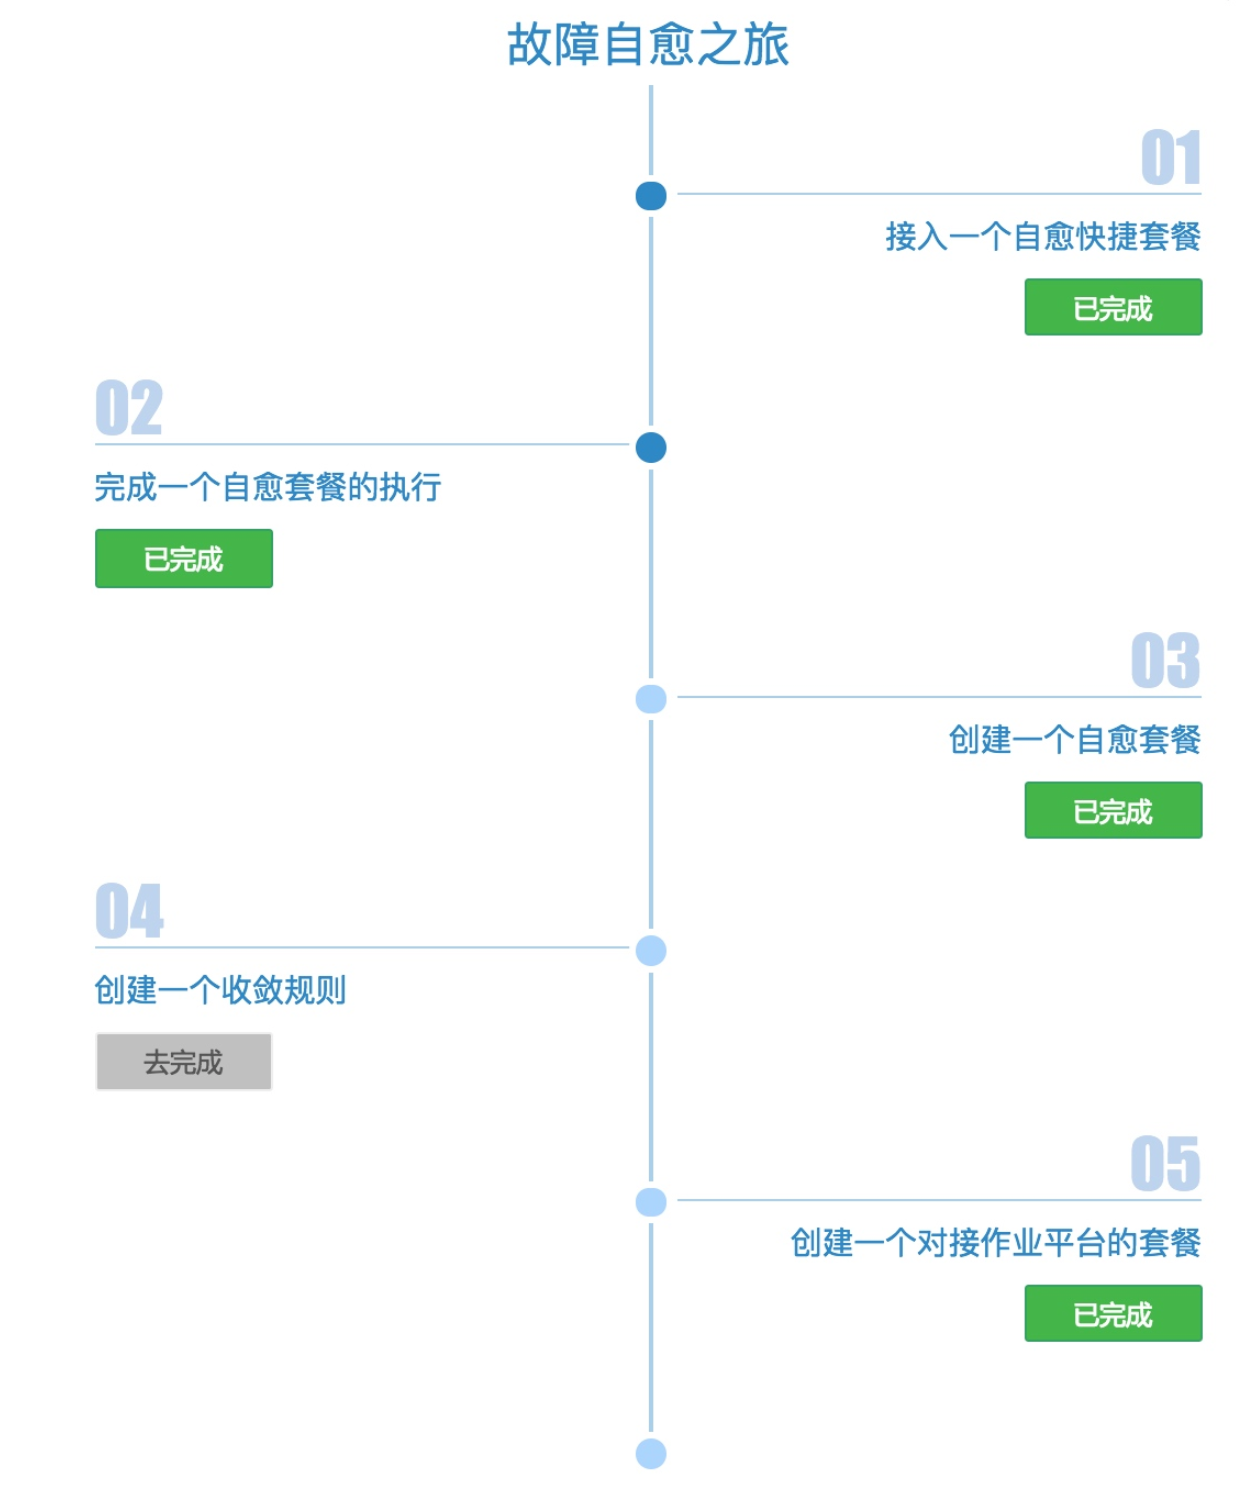 故障自愈之旅
01
接入一个自愈快捷套餐
已完成
02
完成一个自愈套餐的执行
已完成
03
创建一个自愈套餐
已完成
04
创建一个收敛规则
去完成
05
创建一个对接作业平台的套餐
已完成